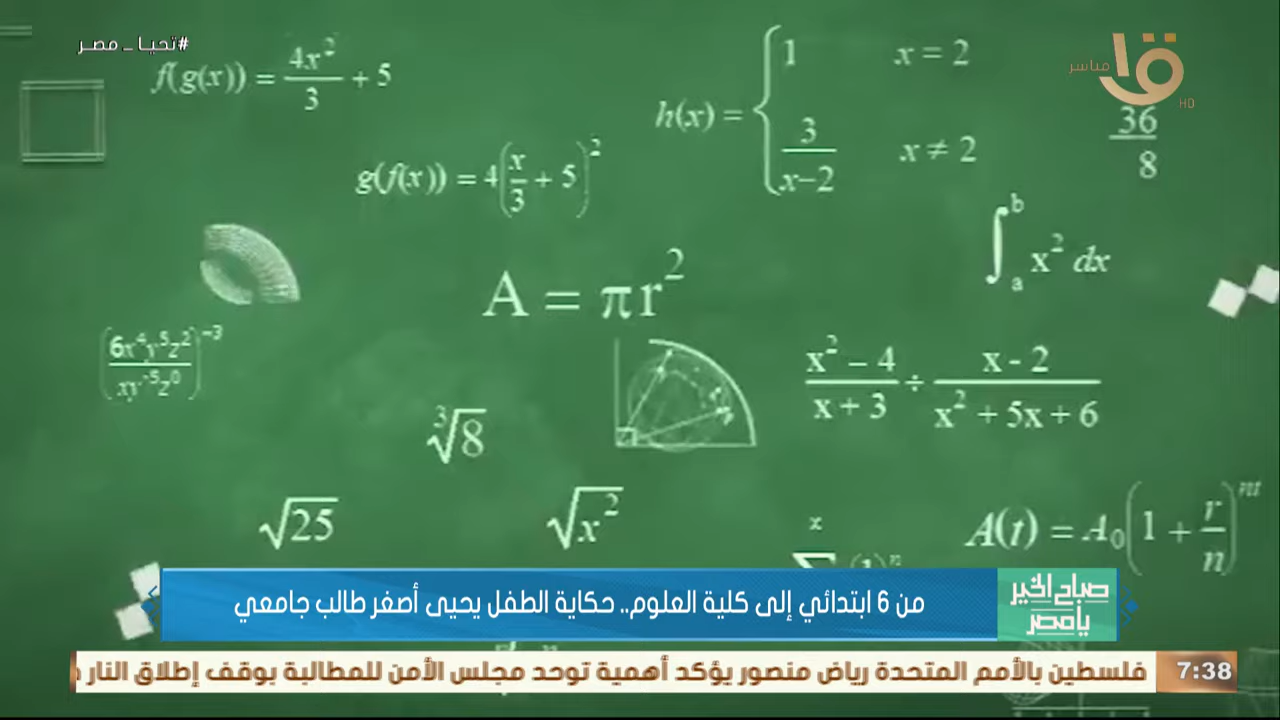 #تحيا_مصر
f(g(x)) = 4x²/3 + 5
h(x) = { 1 x = 2
3/(x−2) x ≠ 2
مباشر
HD
36
8
g(f(x)) = 4(x/3 + 5)²
∫ₐᵇ x² dx
A = πr²
(6x⁴y⁵z²/xy⁻⁵z⁰)⁻³
(x² − 4)/(x + 3) ÷ (x - 2)/(x² + 5x + 6)
∛8
√25
√x²
A(t) = A₀(1 + r/n)ⁿᵗ
من 6 ابتدائي إلى كلية العلوم.. حكاية الطفل يحيى أصغر طالب جامعي
صباح الخير
يا مصر
فلسطين بالأمم المتحدة رياض منصور يؤكد أهمية توحد مجلس الأمن للمطالبة بوقف إطلاق النار
7:38